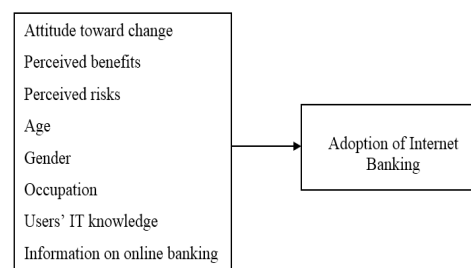 Attitude toward change
Perceived benefits
Perceived risks
Age
Gender
Occupation
Users' IT knowledge
Information on online banking
Adoption of Internet
Banking